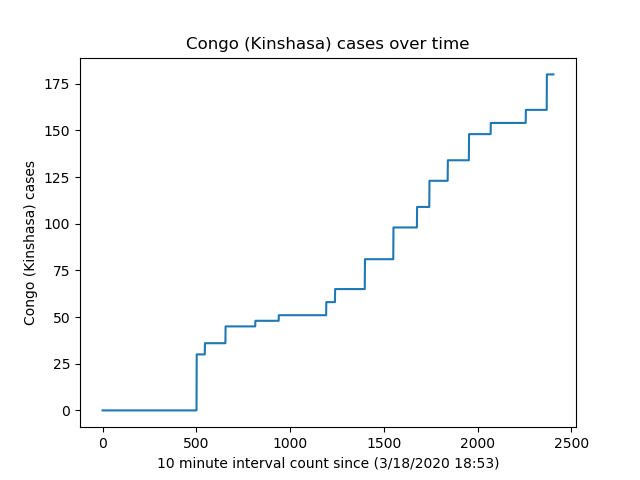 Congo (Kinshasa) cases over time
Congo (Kinshasa) cases
175
150
125
100
75
50
25
0
0 500 1000 1500 2000 2500
10 minute interval count since (3/18/2020 18:53)